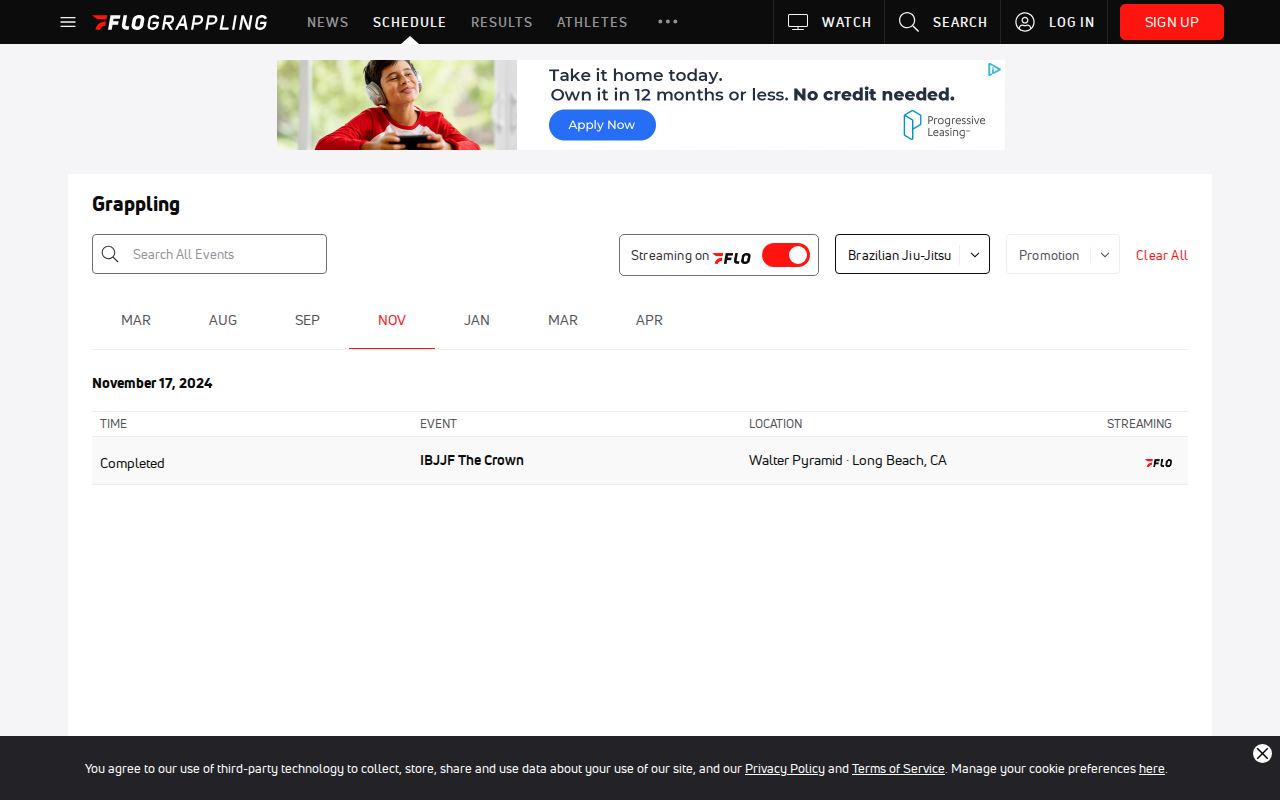 FLOGRAPPLING NEWS SCHEDULE RESULTS ATHLETES WATCH SEARCH LOG IN SIGN UP
Take it home today.
Own it in 12 months or less. No credit needed.
Apply Now
Progressive
Leasing
Grappling
Search All Events
Streaming on FLO
Brazilian Jiu-Jitsu
Promotion
Clear All
MAR AUG SEP NOV JAN MAR APR
November 17, 2024
TIME EVENT LOCATION STREAMING
Completed IBJJF The Crown Walter Pyramid · Long Beach, CA FLO
You agree to our use of third-party technology to collect, store, share and use data about your use of our site, and our Privacy Policy and Terms of Service. Manage your cookie preferences here.